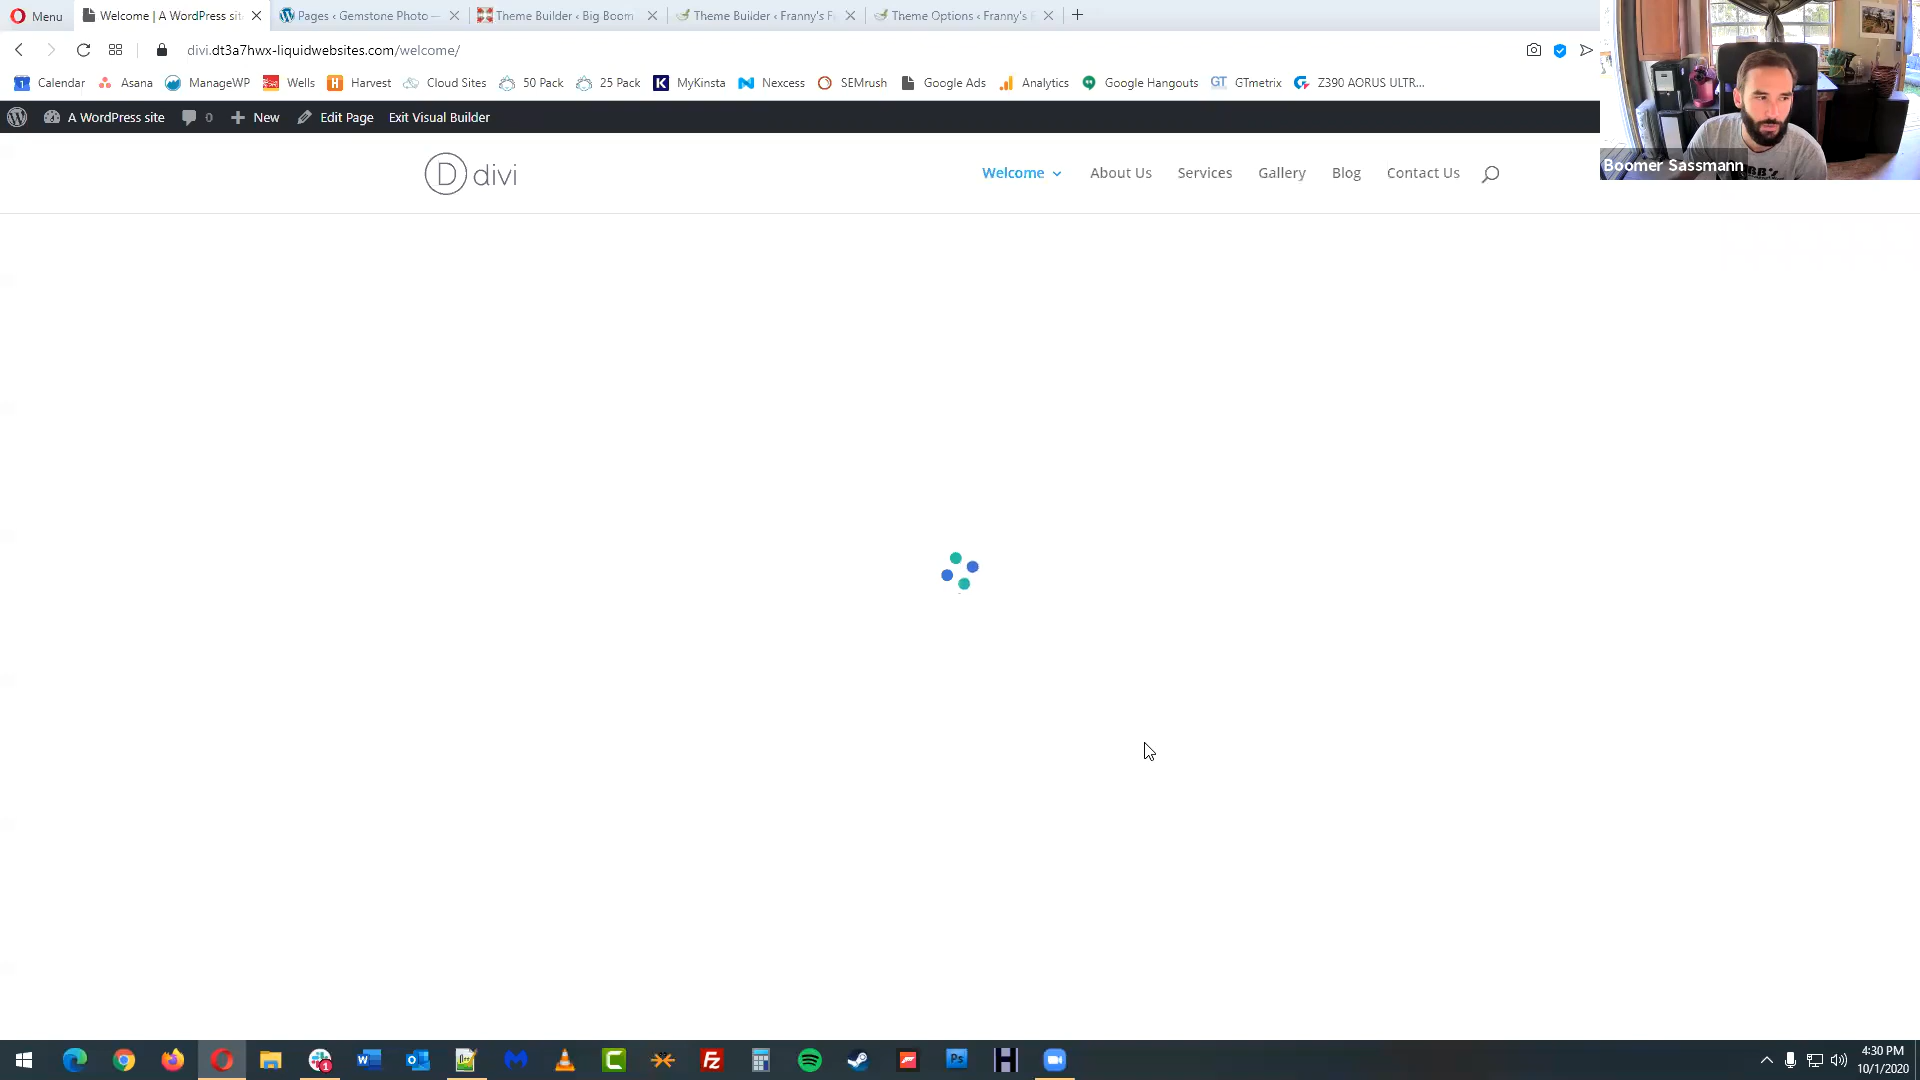 Menu
Welcome | A WordPress sit
Pages ‹ Gemstone Photo —
Theme Builder ‹ Big Boom
Theme Builder ‹ Franny's F
Theme Options ‹ Franny's F
divi.dt3a7hwx-liquidwebsites.com/welcome/
1 Calendar
Asana
ManageWP
Wells
H Harvest
Cloud Sites
50 Pack
25 Pack
K MyKinsta
Nexcess
SEMrush
Google Ads
Analytics
Google Hangouts
GT GTmetrix
Z390 AORUS ULTR...
A WordPress site
0
New
Edit Page
Exit Visual Builder
D divi
Welcome
About Us
Services
Gallery
Blog
Contact Us
Boomer Sassmann
4:30 PM
10/1/2020